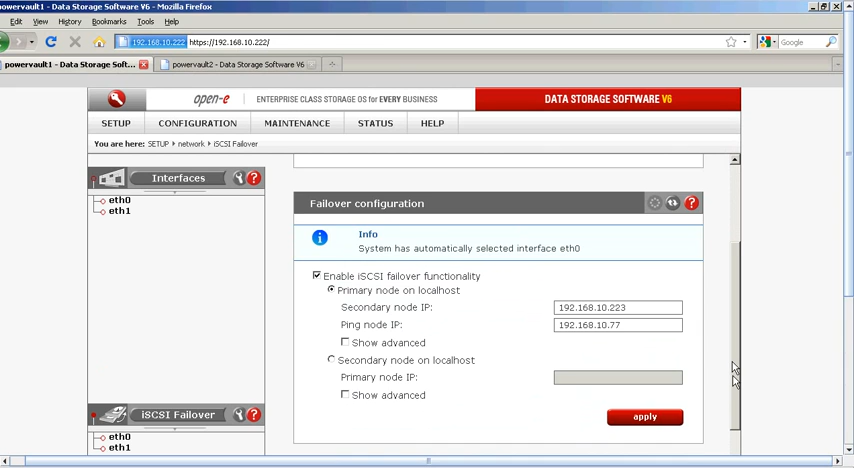 powervault1 - Data Storage Software V6 - Mozilla Firefox
Edit View History Bookmarks Tools Help
192.168.10.222 https://192.168.10.222/
Google
powervault1 - Data Storage Soft...
powervault2 - Data Storage Software V6
open-e
ENTERPRISE CLASS STORAGE OS for EVERY BUSINESS
DATA STORAGE SOFTWARE V6
SETUP CONFIGURATION MAINTENANCE STATUS HELP
You are here: SETUP network iSCSI Failover
Interfaces
eth0
eth1
Failover configuration
Info
System has automatically selected interface eth0
Enable iSCSI failover functionality
Primary node on localhost
Secondary node IP: 192.168.10.223
Ping node IP: 192.168.10.77
Show advanced
Secondary node on localhost
Primary node IP:
Show advanced
apply
iSCSI Failover
eth0
eth1